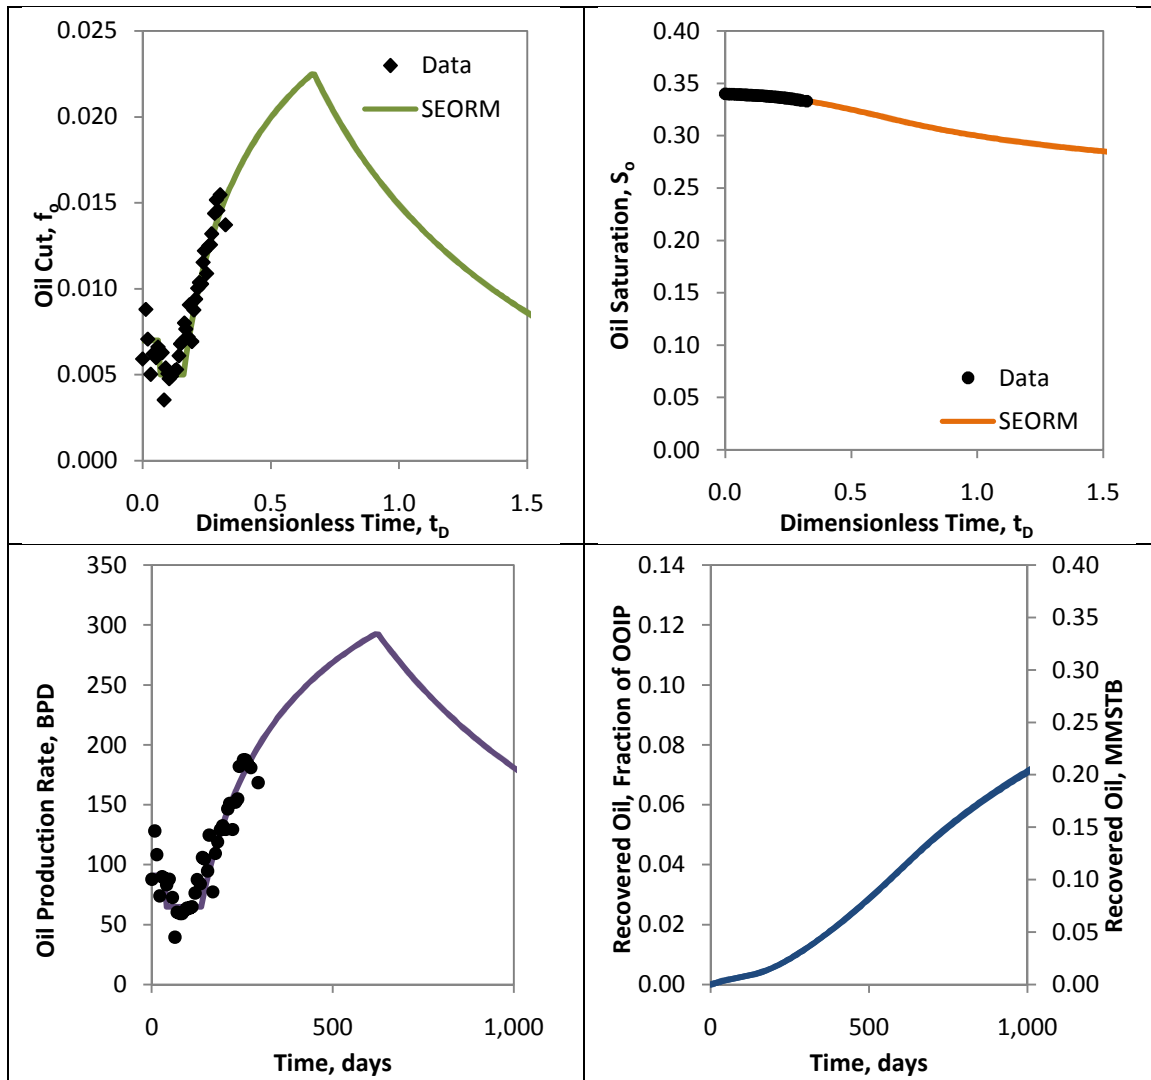 0.025
0.020
0.015
0.010
0.005
0.000
Oil Cut, fo
Data
SEORM
0.0 0.5 1.0 1.5
Dimensionless Time, tD
0.40
0.35
0.30
0.25
0.20
0.15
0.10
0.05
0.00
Oil Saturation, So
Data
SEORM
0.0 0.5 1.0 1.5
Dimensionless Time, tD
350
300
250
200
150
100
50
0
Oil Production Rate, BPD
0 500 1,000
Time, days
0.14
0.12
0.10
0.08
0.06
0.04
0.02
0.00
Recovered Oil, Fraction of OOIP
0.40
0.35
0.30
0.25
0.20
0.15
0.10
0.05
0.00
Recovered Oil, MMSTB
0 500 1,000
Time, days